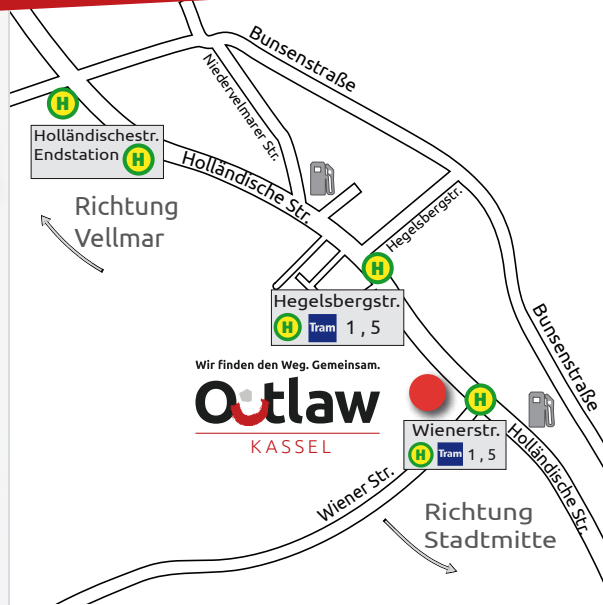 Bunsenstraße
Niedervelmarer Str.
H
Holländischestr.
Endstation H
Holländische Str.
Richtung
Vellmar
Hegelsbergstr.
H
Hegelsbergstr.
H Tram 1 , 5
Bunsenstraße
Wir finden den Weg. Gemeinsam.
Outlaw
KASSEL
H
Wienerstr.
H Tram 1 , 5
Holländische Str.
Wiener Str.
Richtung
Stadtmitte